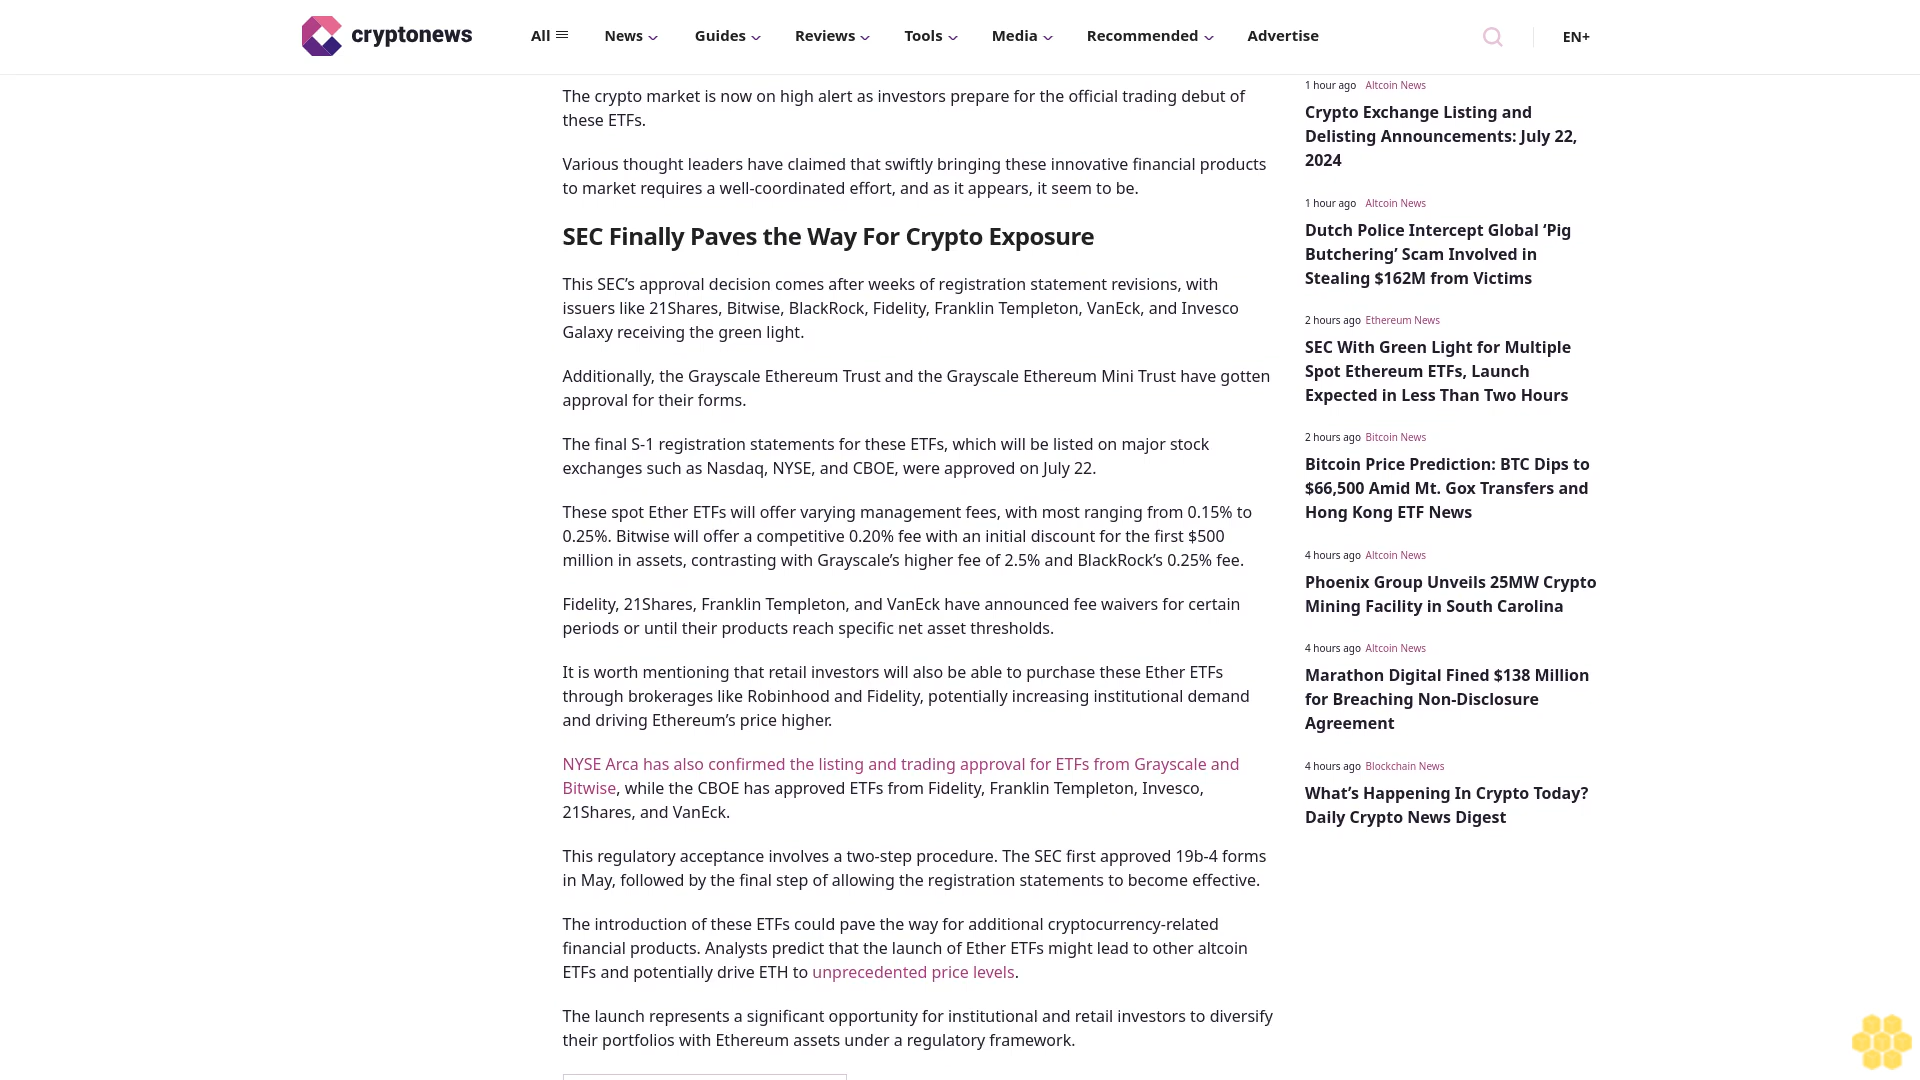 cryptonews
All
News
Guides
Reviews
Tools
Media
Recommended
Advertise
EN+
The crypto market is now on high alert as investors prepare for the official trading debut of
these ETFs.
Various thought leaders have claimed that swiftly bringing these innovative financial products
to market requires a well-coordinated effort, and as it appears, it seem to be.
SEC Finally Paves the Way For Crypto Exposure
This SEC’s approval decision comes after weeks of registration statement revisions, with
issuers like 21Shares, Bitwise, BlackRock, Fidelity, Franklin Templeton, VanEck, and Invesco
Galaxy receiving the green light.
Additionally, the Grayscale Ethereum Trust and the Grayscale Ethereum Mini Trust have gotten
approval for their forms.
The final S-1 registration statements for these ETFs, which will be listed on major stock
exchanges such as Nasdaq, NYSE, and CBOE, were approved on July 22.
These spot Ether ETFs will offer varying management fees, with most ranging from 0.15% to
0.25%. Bitwise will offer a competitive 0.20% fee with an initial discount for the first $500
million in assets, contrasting with Grayscale’s higher fee of 2.5% and BlackRock’s 0.25% fee.
Fidelity, 21Shares, Franklin Templeton, and VanEck have announced fee waivers for certain
periods or until their products reach specific net asset thresholds.
It is worth mentioning that retail investors will also be able to purchase these Ether ETFs
through brokerages like Robinhood and Fidelity, potentially increasing institutional demand
and driving Ethereum’s price higher.
NYSE Arca has also confirmed the listing and trading approval for ETFs from Grayscale and
Bitwise, while the CBOE has approved ETFs from Fidelity, Franklin Templeton, Invesco,
21Shares, and VanEck.
This regulatory acceptance involves a two-step procedure. The SEC first approved 19b-4 forms
in May, followed by the final step of allowing the registration statements to become effective.
The introduction of these ETFs could pave the way for additional cryptocurrency-related
financial products. Analysts predict that the launch of Ether ETFs might lead to other altcoin
ETFs and potentially drive ETH to unprecedented price levels.
The launch represents a significant opportunity for institutional and retail investors to diversify
their portfolios with Ethereum assets under a regulatory framework.
1 hour ago Altcoin News
Crypto Exchange Listing and
Delisting Announcements: July 22,
2024
1 hour ago Altcoin News
Dutch Police Intercept Global ‘Pig
Butchering’ Scam Involved in
Stealing $162M from Victims
2 hours ago Ethereum News
SEC With Green Light for Multiple
Spot Ethereum ETFs, Launch
Expected in Less Than Two Hours
2 hours ago Bitcoin News
Bitcoin Price Prediction: BTC Dips to
$66,500 Amid Mt. Gox Transfers and
Hong Kong ETF News
4 hours ago Altcoin News
Phoenix Group Unveils 25MW Crypto
Mining Facility in South Carolina
4 hours ago Altcoin News
Marathon Digital Fined $138 Million
for Breaching Non-Disclosure
Agreement
4 hours ago Blockchain News
What’s Happening In Crypto Today?
Daily Crypto News Digest